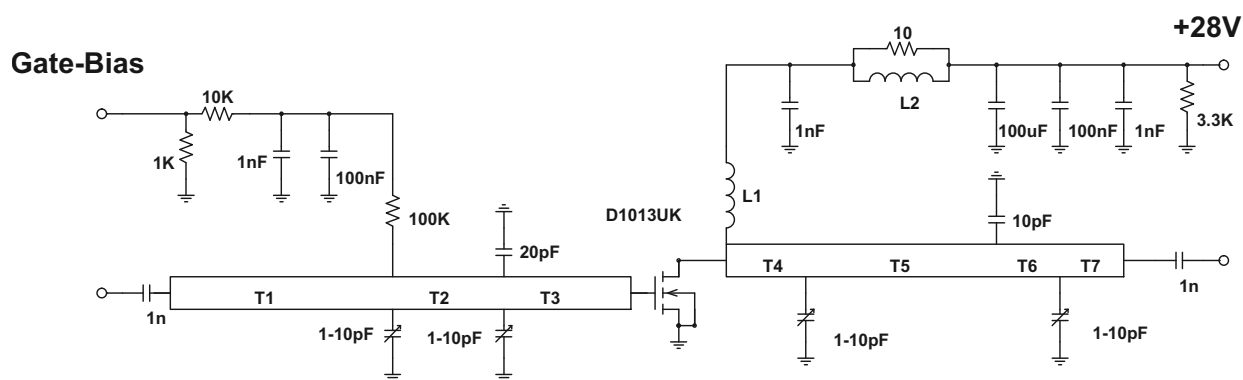 +28V
10
Gate-Bias
L2
10K
1nF
100uF
100nF
1nF
3.3K
1K
1nF
100nF
L1
D1013UK
100K
10pF
20pF
T1
T2
T3
T4
T5
T6
T7
1n
1n
1-10pF
1-10pF
1-10pF
1-10pF